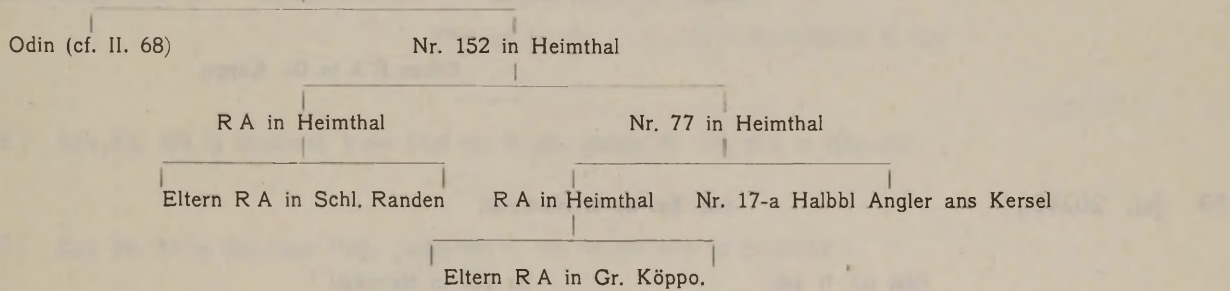 Odin (cf. II. 68) Nr. 152 in Heimthal
R A in Heimthal Nr. 77 in Heimthal
Eltern R A in Schl. Randen R A in Heimthal Nr. 17-a Halbbl Angler ans Kersel
Eltern R A in Gr. Köppo.